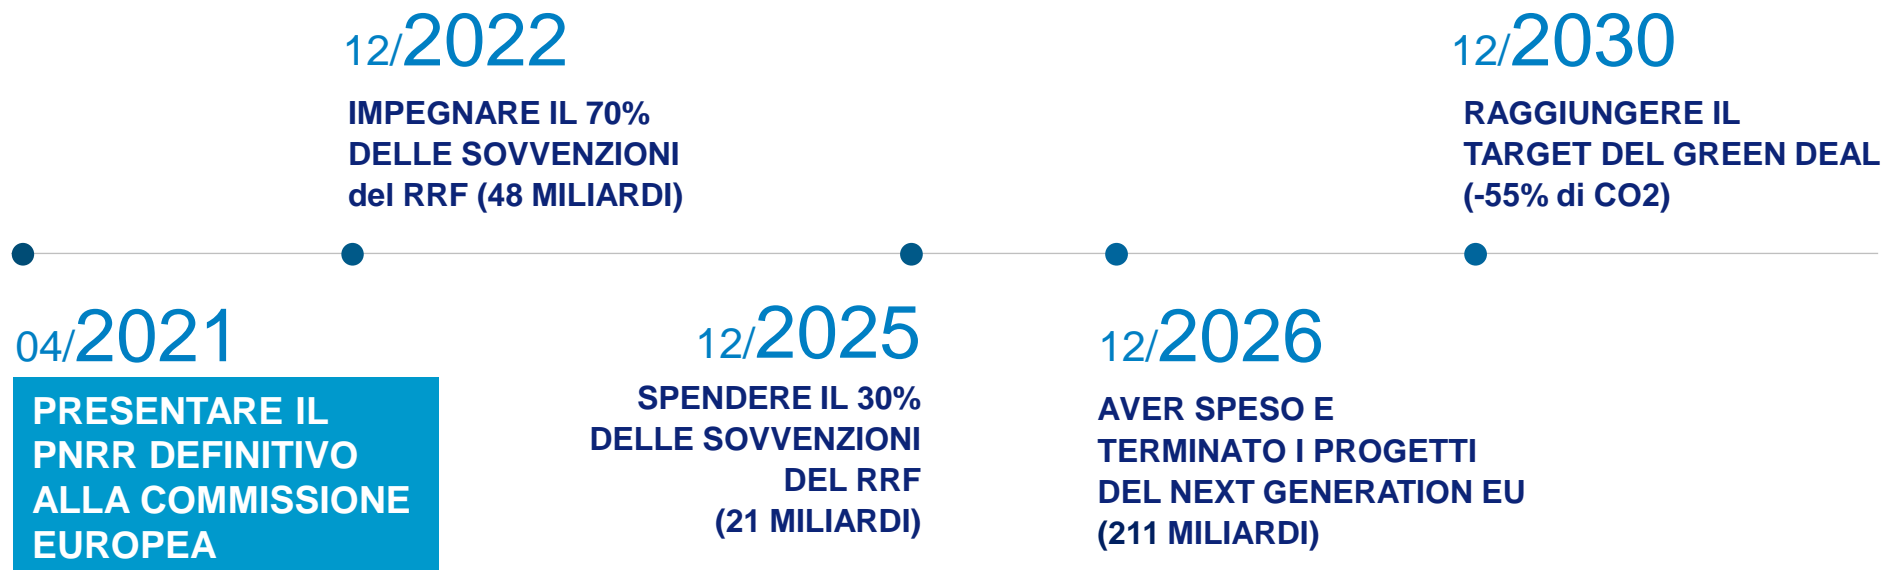 12/2022
IMPEGNARE IL 70%
DELLE SOVVENZIONI
del RRF (48 MILIARDI)
12/2030
RAGGIUNGERE IL
TARGET DEL GREEN DEAL
(-55% di CO2)
04/2021
PRESENTARE IL
PNRR DEFINITIVO
ALLA COMMISSIONE
EUROPEA
12/2025
SPENDERE IL 30%
DELLE SOVVENZIONI
DEL RRF
(21 MILIARDI)
12/2026
AVER SPESO E
TERMINATO I PROGETTI
DEL NEXT GENERATION EU
(211 MILIARDI)